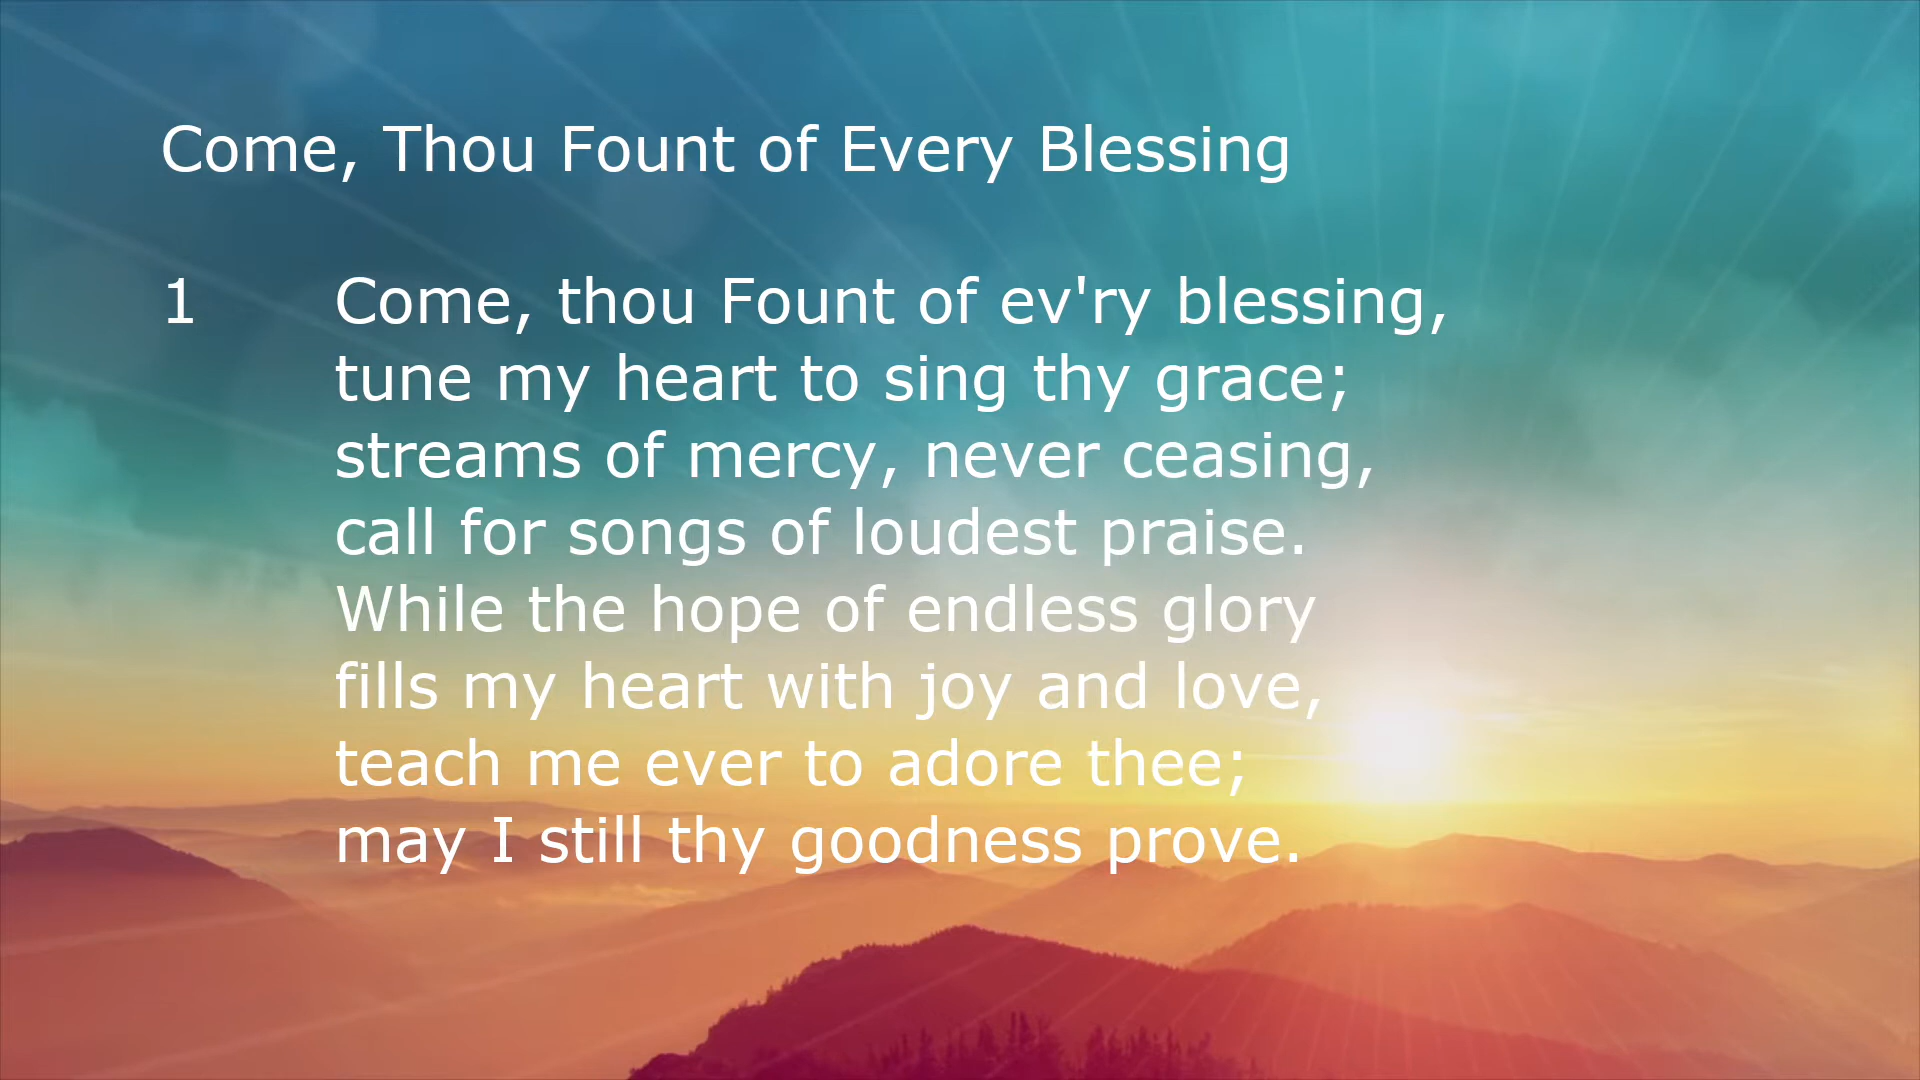 Come, Thou Fount of Every Blessing
1 Come, thou Fount of ev'ry blessing,
tune my heart to sing thy grace;
streams of mercy, never ceasing,
call for songs of loudest praise.
While the hope of endless glory
fills my heart with joy and love,
teach me ever to adore thee;
may I still thy goodness prove.